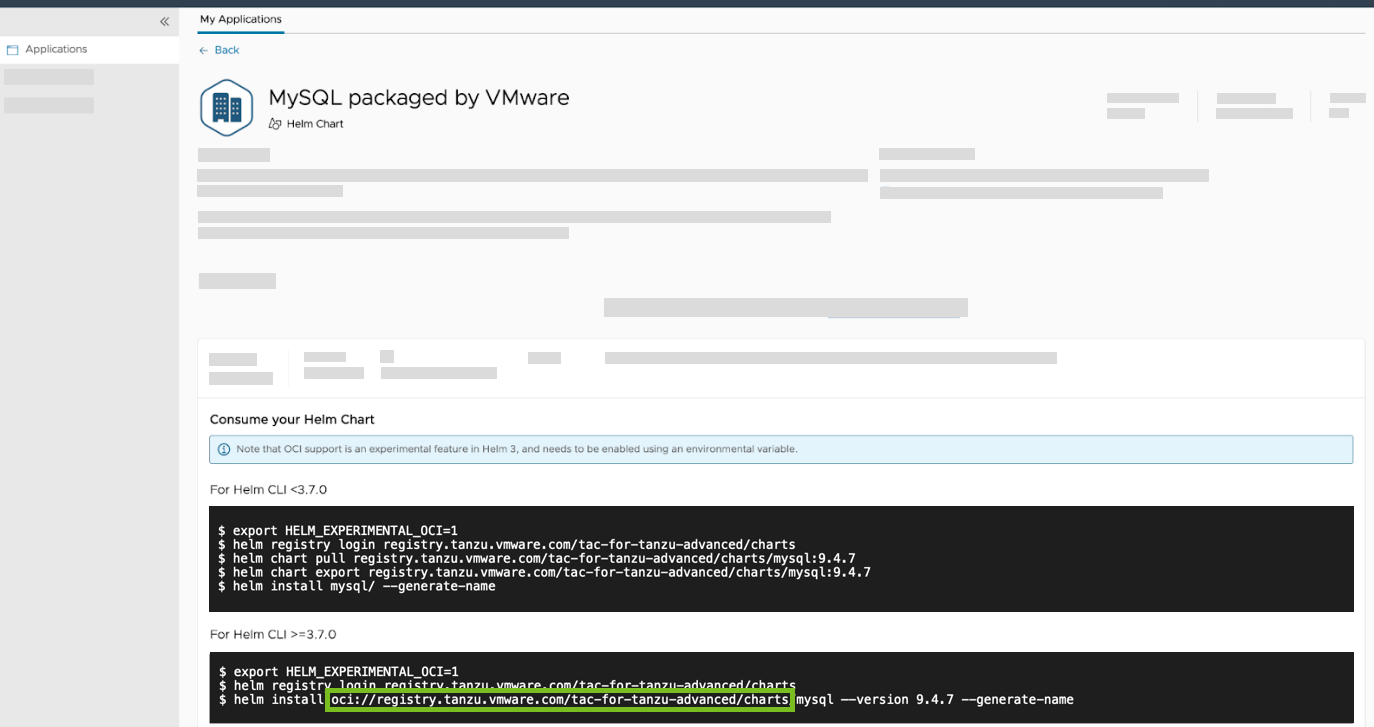 My Applications
Applications
Back
MySQL packaged by VMware
Helm Chart
Consume your Helm Chart
Note that OCI support is an experimental feature in Helm 3, and needs to be enabled using an environmental variable.
For Helm CLI <3.7.0
$ export HELM_EXPERIMENTAL_OCI=1
$ helm registry login registry.tanzu.vmware.com/tac-for-tanzu-advanced/charts
$ helm chart pull registry.tanzu.vmware.com/tac-for-tanzu-advanced/charts/mysql:9.4.7
$ helm chart export registry.tanzu.vmware.com/tac-for-tanzu-advanced/charts/mysql:9.4.7
$ helm install mysql/ --generate-name
For Helm CLI >=3.7.0
$ export HELM_EXPERIMENTAL_OCI=1
$ helm registry login registry.tanzu.vmware.com/tac-for-tanzu-advanced/charts
$ helm install oci://registry.tanzu.vmware.com/tac-for-tanzu-advanced/charts mysql --version 9.4.7 --generate-name